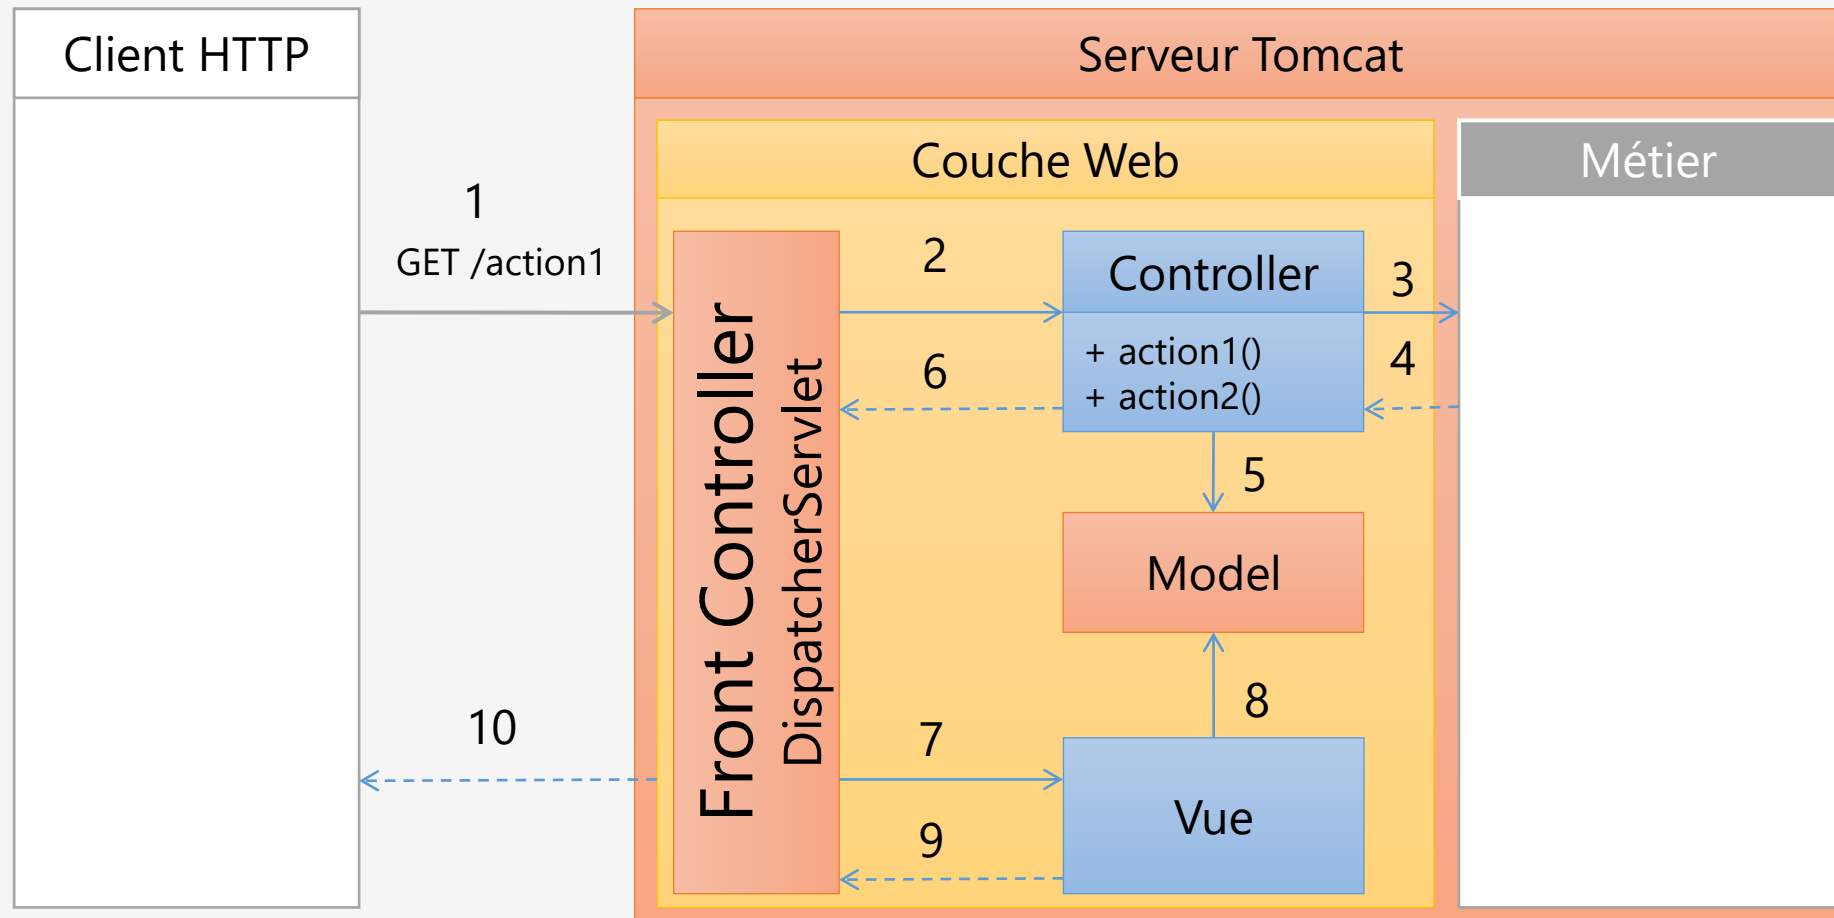 Client HTTP
Serveur Tomcat
Couche Web
Métier
1
GET /action1
2
Controller
3
+ action1()
+ action2()
4
6
5
Front Controller
DispatcherServlet
Model
8
10
7
Vue
9